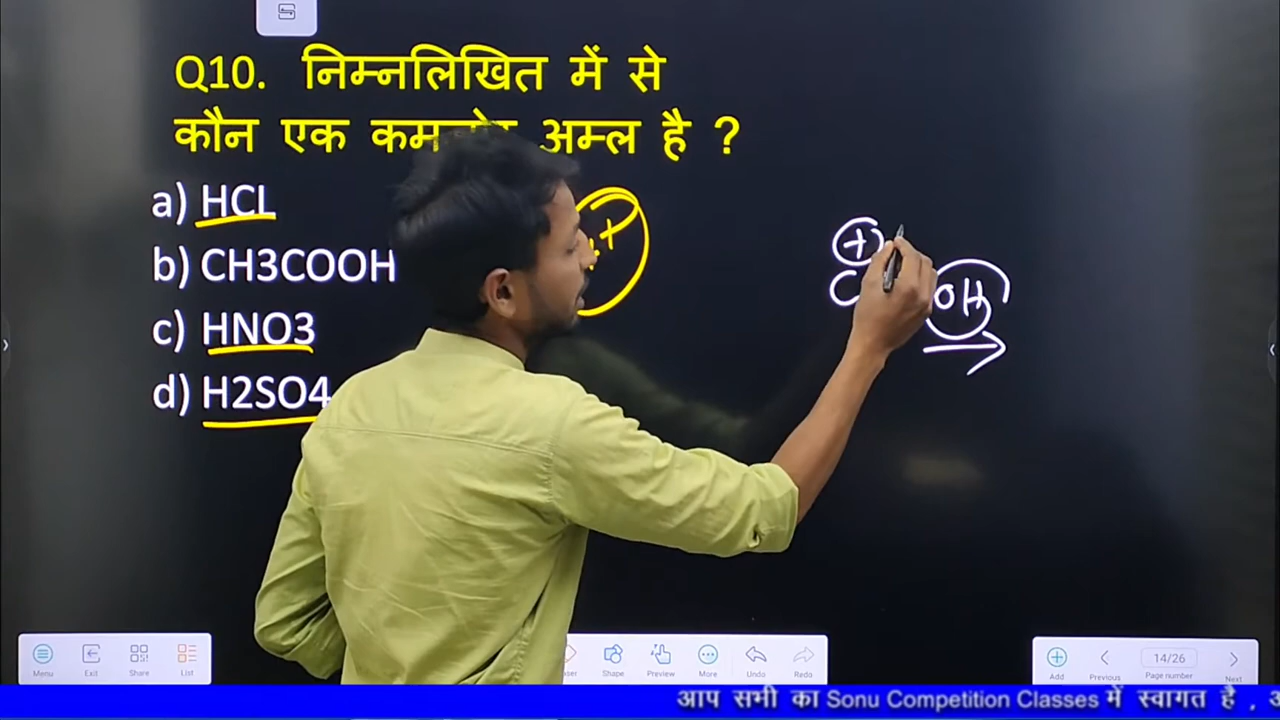 Q10. निम्नलिखित में से
कौन एक अम्ल है ?
a) HCL
b) CH3COOH
c) HNO3
d) H2SO4
+
+
OH
Menu
Exit
Share
List
Shape
Preview
More
Undo
Redo
Add
Previous
14/26
Page number
Next
आप सभी का Sonu Competition Classes में स्वागत है ,